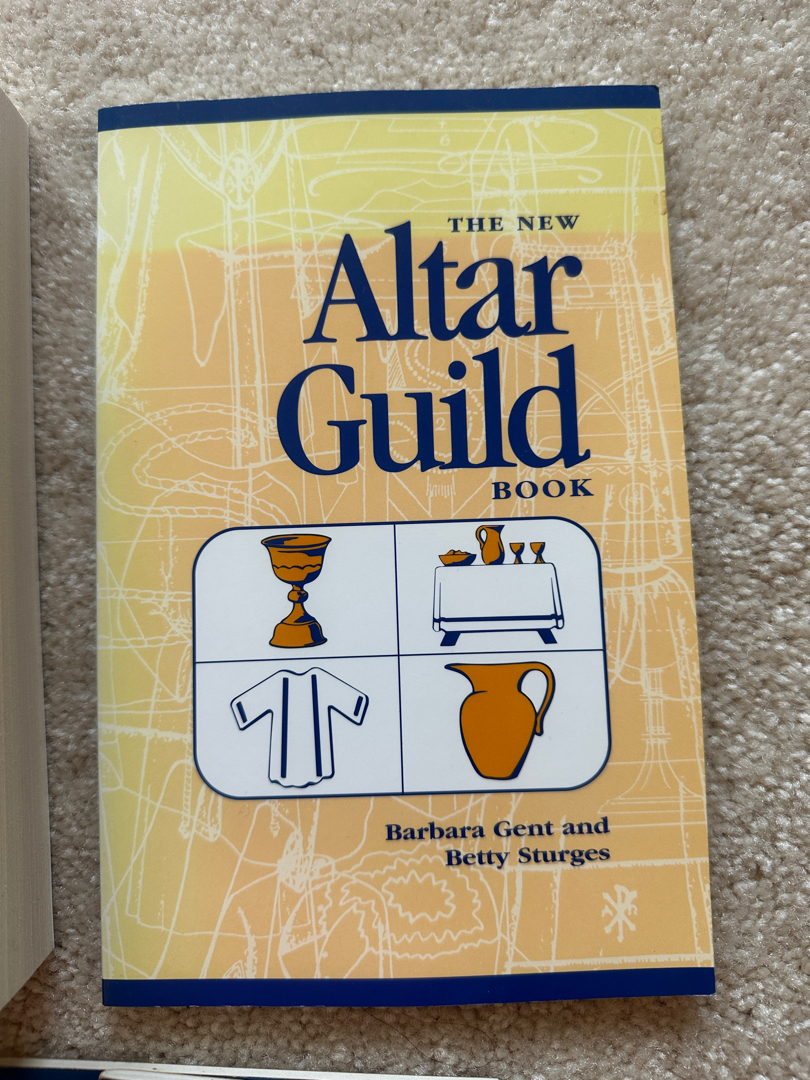 THE NEW
Altar
Guild
BOOK
Barbara Gent and
Betty Sturges